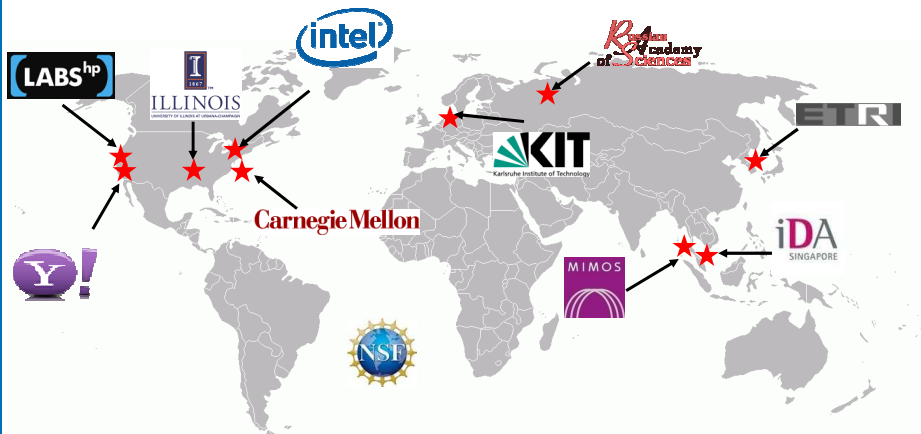 intel
Russian
Academy
of Sciences
LABS hp
I
1867
ILLINOIS
UNIVERSITY OF ILLINOIS AT URBANA-CHAMPAIGN
ETRI
KIT
Karlsruhe Institute of Technology
Carnegie Mellon
iDA
SINGAPORE
Y!
MIMOS
NSF